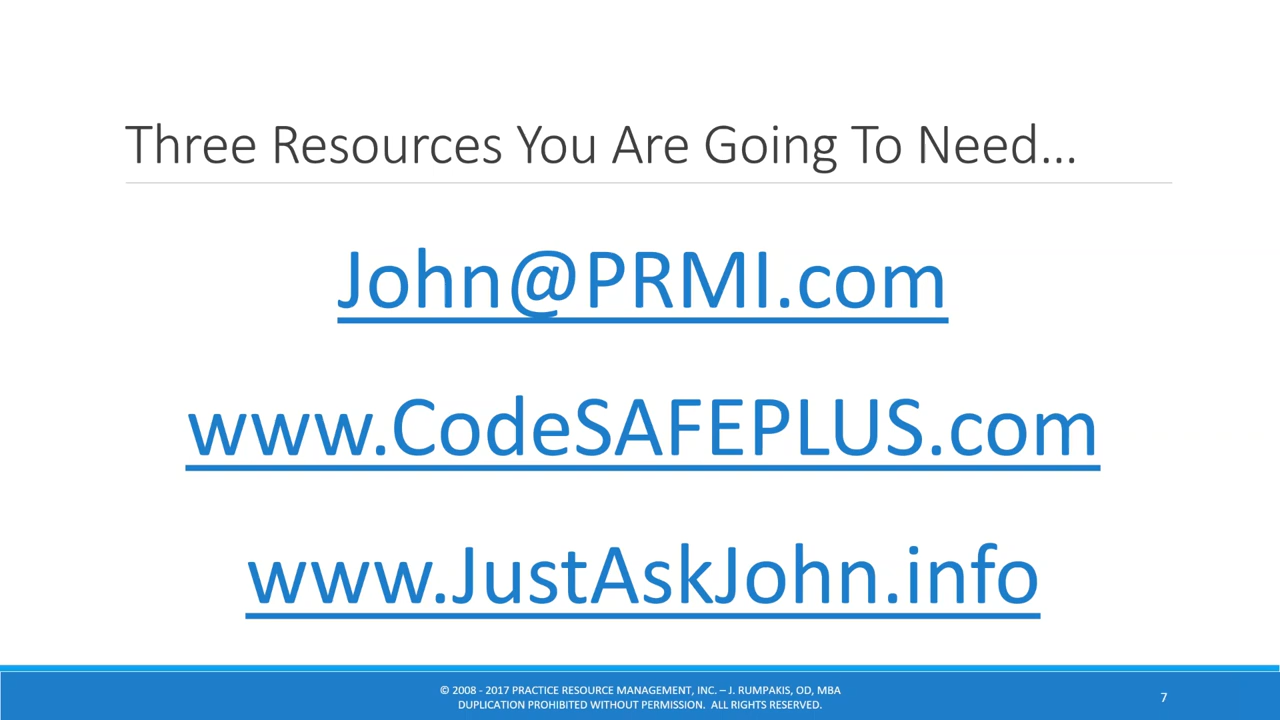 Three Resources You Are Going To Need…
John@PRMI.com
www.CodeSAFEPLUS.com
www.JustAskJohn.info
© 2008 - 2017 PRACTICE RESOURCE MANAGEMENT, INC. – J. RUMPAKIS, OD, MBA
DUPLICATION PROHIBITED WITHOUT PERMISSION. ALL RIGHTS RESERVED.
7